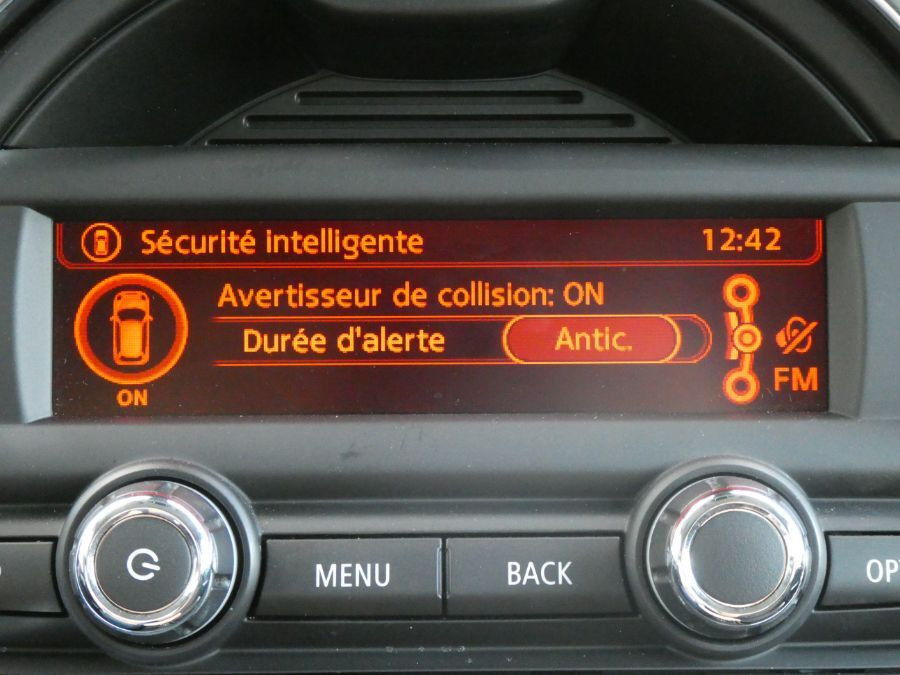 Sécurité intelligente 12:42
Avertisseur de collision: ON
Durée d'alerte Antic.
ON
FM
MENU BACK